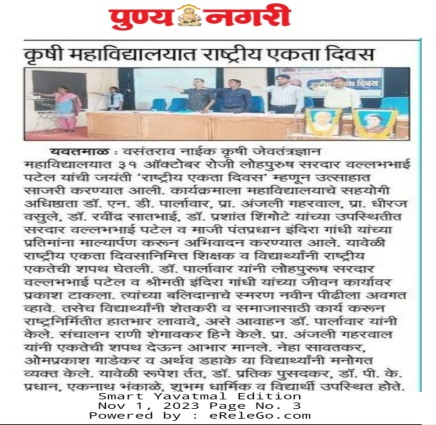 पुण्य नगरी
कृषी महाविद्यालयात राष्ट्रीय एकता दिवस
यवतमाळ : वसंतराव नाईक कृषी जेवतंत्रज्ञान
महाविद्यालयात ३१ ऑक्टोबर रोजी लोहपुरुष सरदार वल्लभभाई
पटेल यांची जयंती 'राष्ट्रीय एकता दिवस' म्हणून उत्साहात
साजरी करण्यात आली. कार्यक्रमाला महाविद्यालयाचे सहयोगी
अधिष्ठाता डॉ. एन. डी. पार्लावार, प्रा. अंजली गहरवाल, प्रा. धीरज
वसुले, डॉ. रवींद्र सातभाई, डॉ. प्रशांत शिगोटे यांच्या उपस्थितीत
सरदार वल्लभभाई पटेल व माजी पंतप्रधान इंदिरा गांधी यांच्या
प्रतिमांना माल्यार्पण करून अभिवादन करण्यात आले. यावेळी
राष्ट्रीय एकता दिवसानिमित्त शिक्षक व विद्यार्थ्यांनी राष्ट्रीय
एकतेची शपथ घेतली. डॉ. पार्लावार यांनी लोहपुरूष सरदार
वल्लभभाई पटेल व श्रीमती इंदिरा गांधी यांच्या जीवन कार्यावर
प्रकाश टाकला. त्यांच्या बलिदानाचे स्मरण नवीन पीढीला अवगत
व्हावे. तसेच विद्यार्थ्यांनी शेतकरी व समाजासाठी कार्य करून
राष्ट्रनिर्मितीत हातभार लावावे, असे आवाहन डॉ. पार्लावार यांनी
केले. संचालन राणी शेगावकर हिने केले. प्रा. अंजली गहरवाल
यांनी एकतेची शपथ देऊन आभार मानले. नेहा सावतकर,
ओमप्रकाश गाडेकर व अथर्व डहाके या विद्यार्थ्यांनी मनोगत
व्यक्त केले. यावेळी रूपेश र्तत, डॉ. प्रतिक पुसदकर, डॉ. पी. के.
प्रधान, एकनाथ भंकाळे, शुभम धार्मिक व विद्यार्थी उपस्थित होते.
Smart Yavatmal Edition
Nov 1, 2023 Page No. 3
Powered by : eReleGo.com